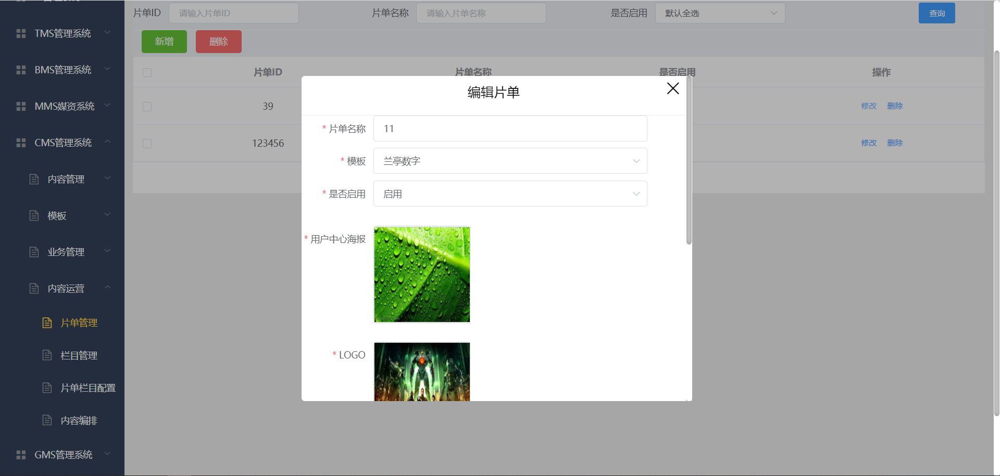 片单ID 请输入片单ID 片单名称 请输入片单名称 是否启用 默认全选 查询
新增 删除
片单ID 片单名称 是否启用 操作
39 修改 删除
123456 修改 删除
TMS管理系统
BMS管理系统
MMS媒资系统
CMS管理系统
内容管理
模板
业务管理
内容运营
片单管理
栏目管理
片单栏目配置
内容编排
GMS管理系统
编辑片单
* 片单名称 11
* 模板 兰亭数字
* 是否启用 启用
* 用户中心海报
* LOGO